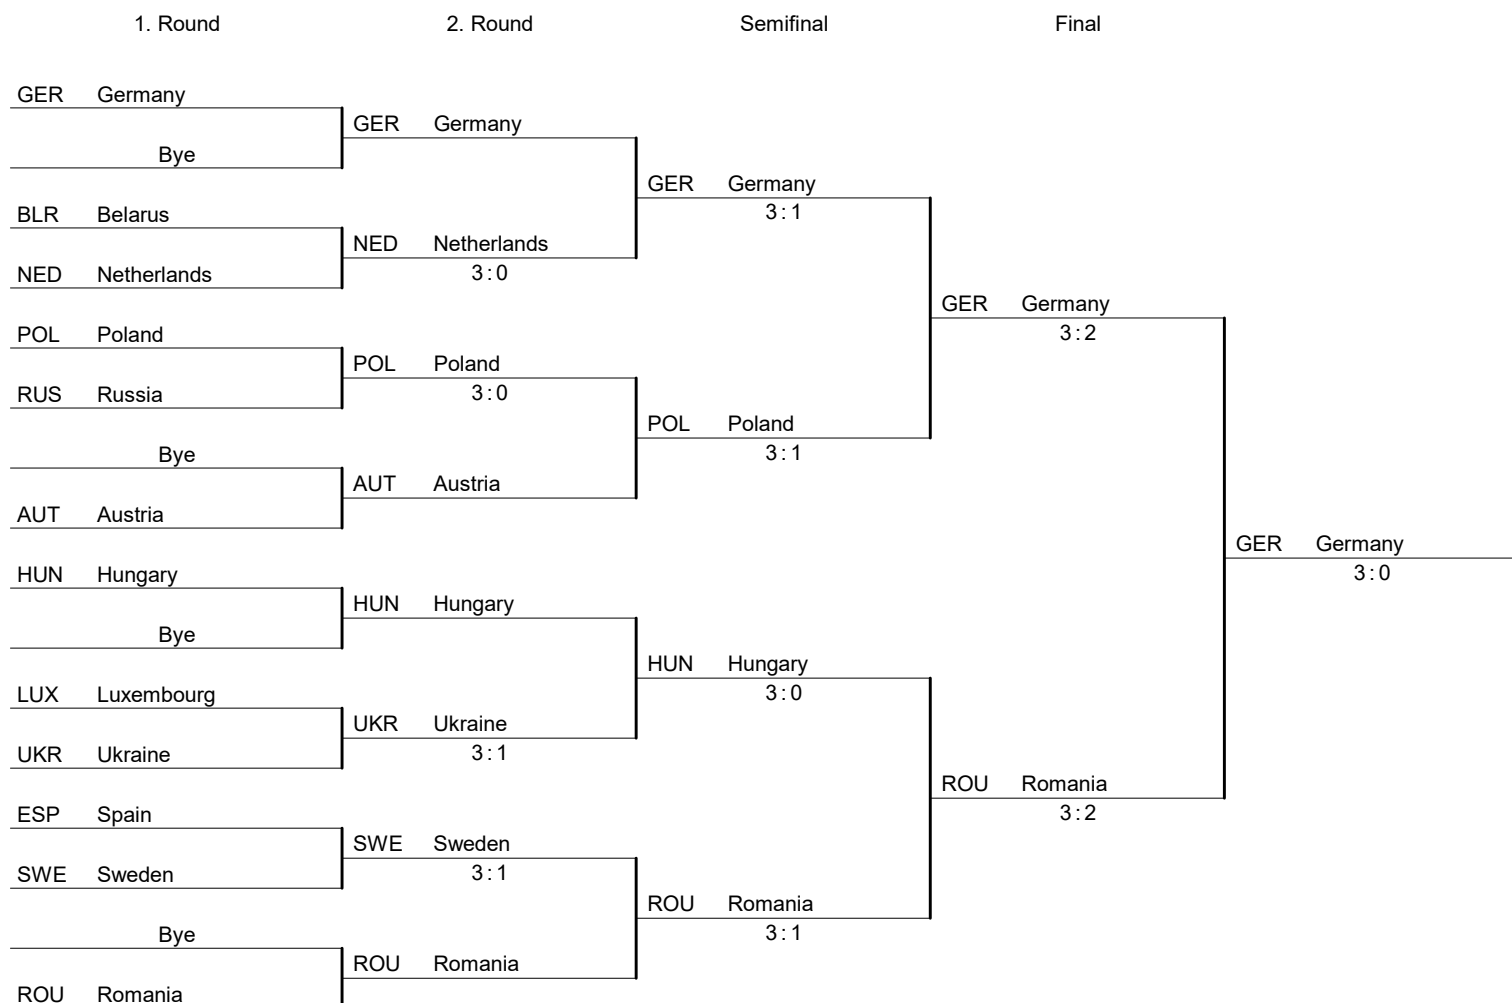 1. Round 2. Round Semifinal Final
GER Germany
GER Germany
Bye
GER Germany
3 : 1
BLR Belarus
NED Netherlands
3 : 0
NED Netherlands
GER Germany
3 : 2
POL Poland
POL Poland
3 : 0
RUS Russia
POL Poland
3 : 1
Bye
AUT Austria
AUT Austria
GER Germany
3 : 0
HUN Hungary
HUN Hungary
Bye
HUN Hungary
3 : 0
LUX Luxembourg
UKR Ukraine
3 : 1
UKR Ukraine
ROU Romania
3 : 2
ESP Spain
SWE Sweden
3 : 1
SWE Sweden
ROU Romania
3 : 1
Bye
ROU Romania
ROU Romania